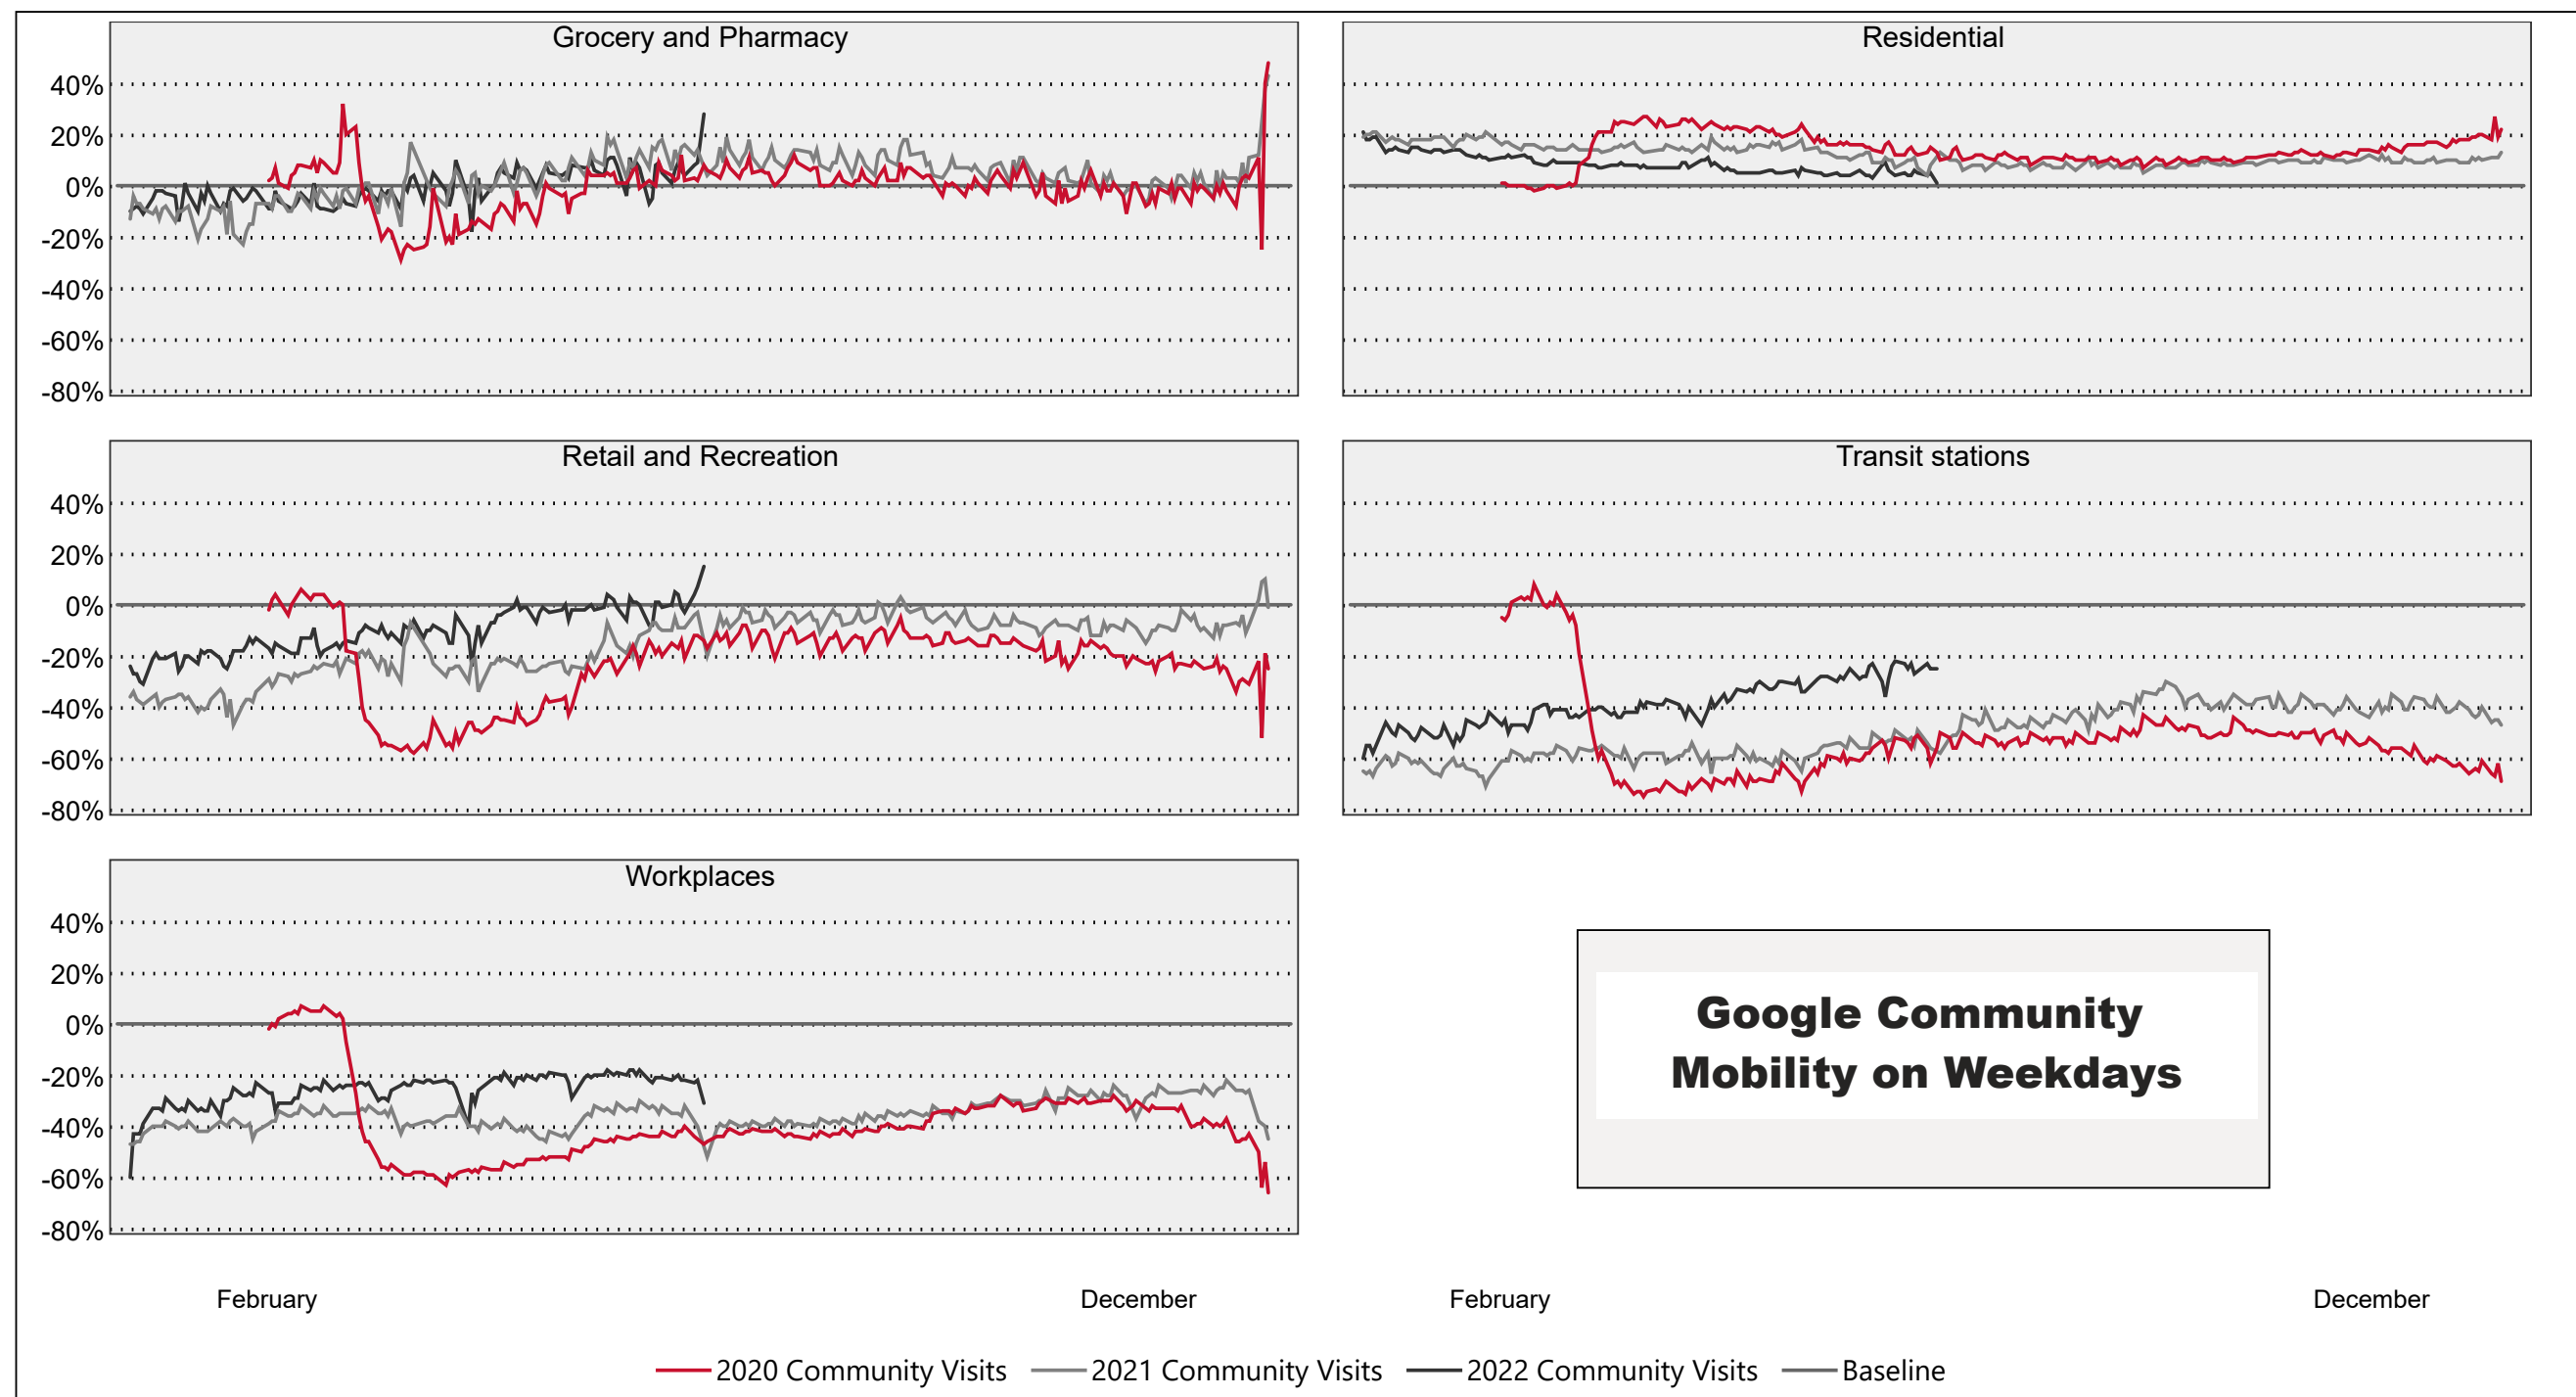 Grocery and Pharmacy
40%
20%
0%
-20%
-40%
-60%
-80%
Residential
Retail and Recreation
40%
20%
0%
-20%
-40%
-60%
-80%
Transit stations
Workplaces
40%
20%
0%
-20%
-40%
-60%
-80%
Google Community
Mobility on Weekdays
February December February December
2020 Community Visits 2021 Community Visits 2022 Community Visits Baseline